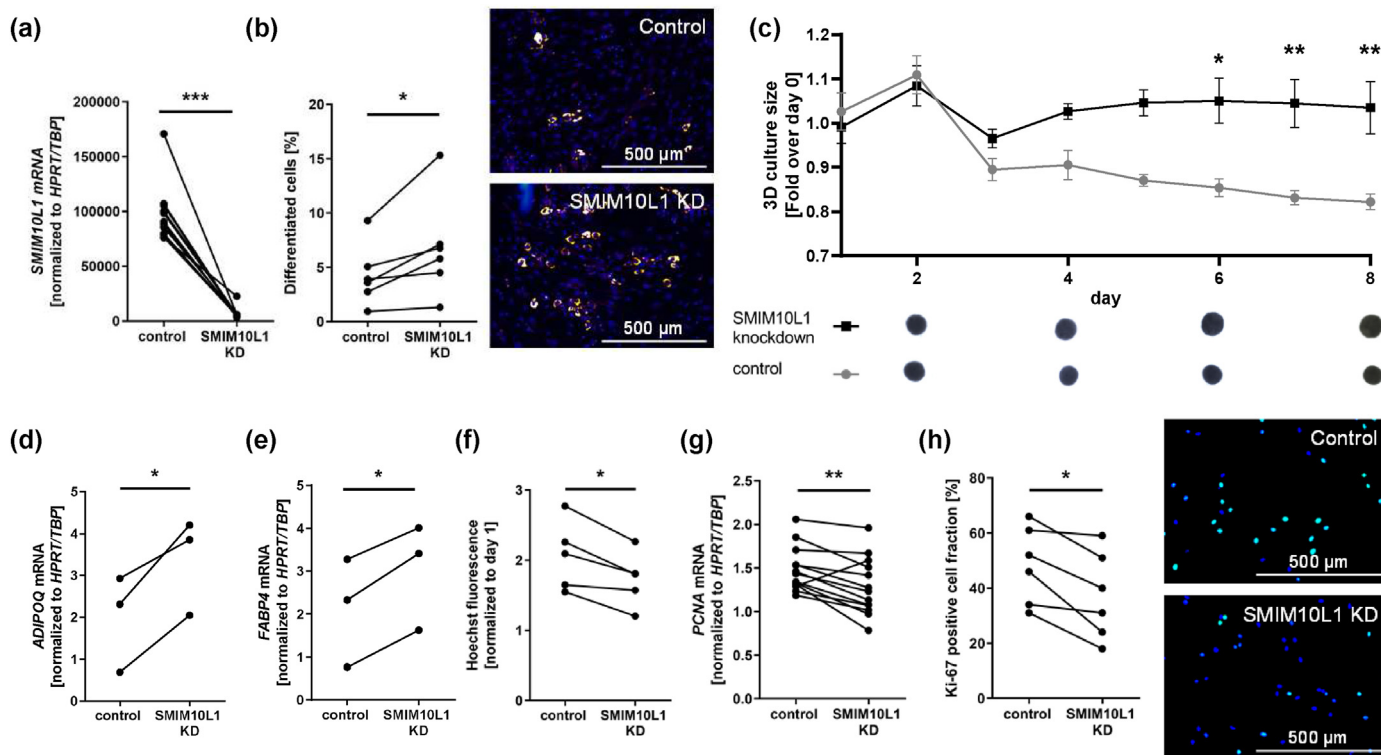 (a)
SMIM10L1 mRNA
[normalized to HPRT/TBP]
200000
150000
100000
50000
0
***
control
SMIM10L1
KD
(b)
Differentiated cells [%]
20
15
10
5
0
*
control
SMIM10L1
KD
Control
500 µm
SMIM10L1 KD
500 µm
(c)
3D culture size
[Fold over day 0]
1.2
1.1
1.0
0.9
0.8
0.7
* ** **
2 4 6 8
day
SMIM10L1
knockdown
control
(d)
ADIPOQ mRNA
[normalized to HPRT/TBP]
5
4
3
2
1
0
*
control
SMIM10L1
KD
(e)
FABP4 mRNA
[normalized to HPRT/TBP]
5
4
3
2
1
0
*
control
SMIM10L1
KD
(f)
Hoechst fluorescence
[normalized to day 1]
3
2
1
0
*
control
SMIM10L1
KD
(g)
PCNA mRNA
[normalized to HPRT/TBP]
2.5
2.0
1.5
1.0
0.5
0.0
**
control
SMIM10L1
KD
(h)
Ki-67 positive cell fraction [%]
80
60
40
20
0
*
control
SMIM10L1
KD
Control
500 µm
SMIM10L1 KD
500 µm